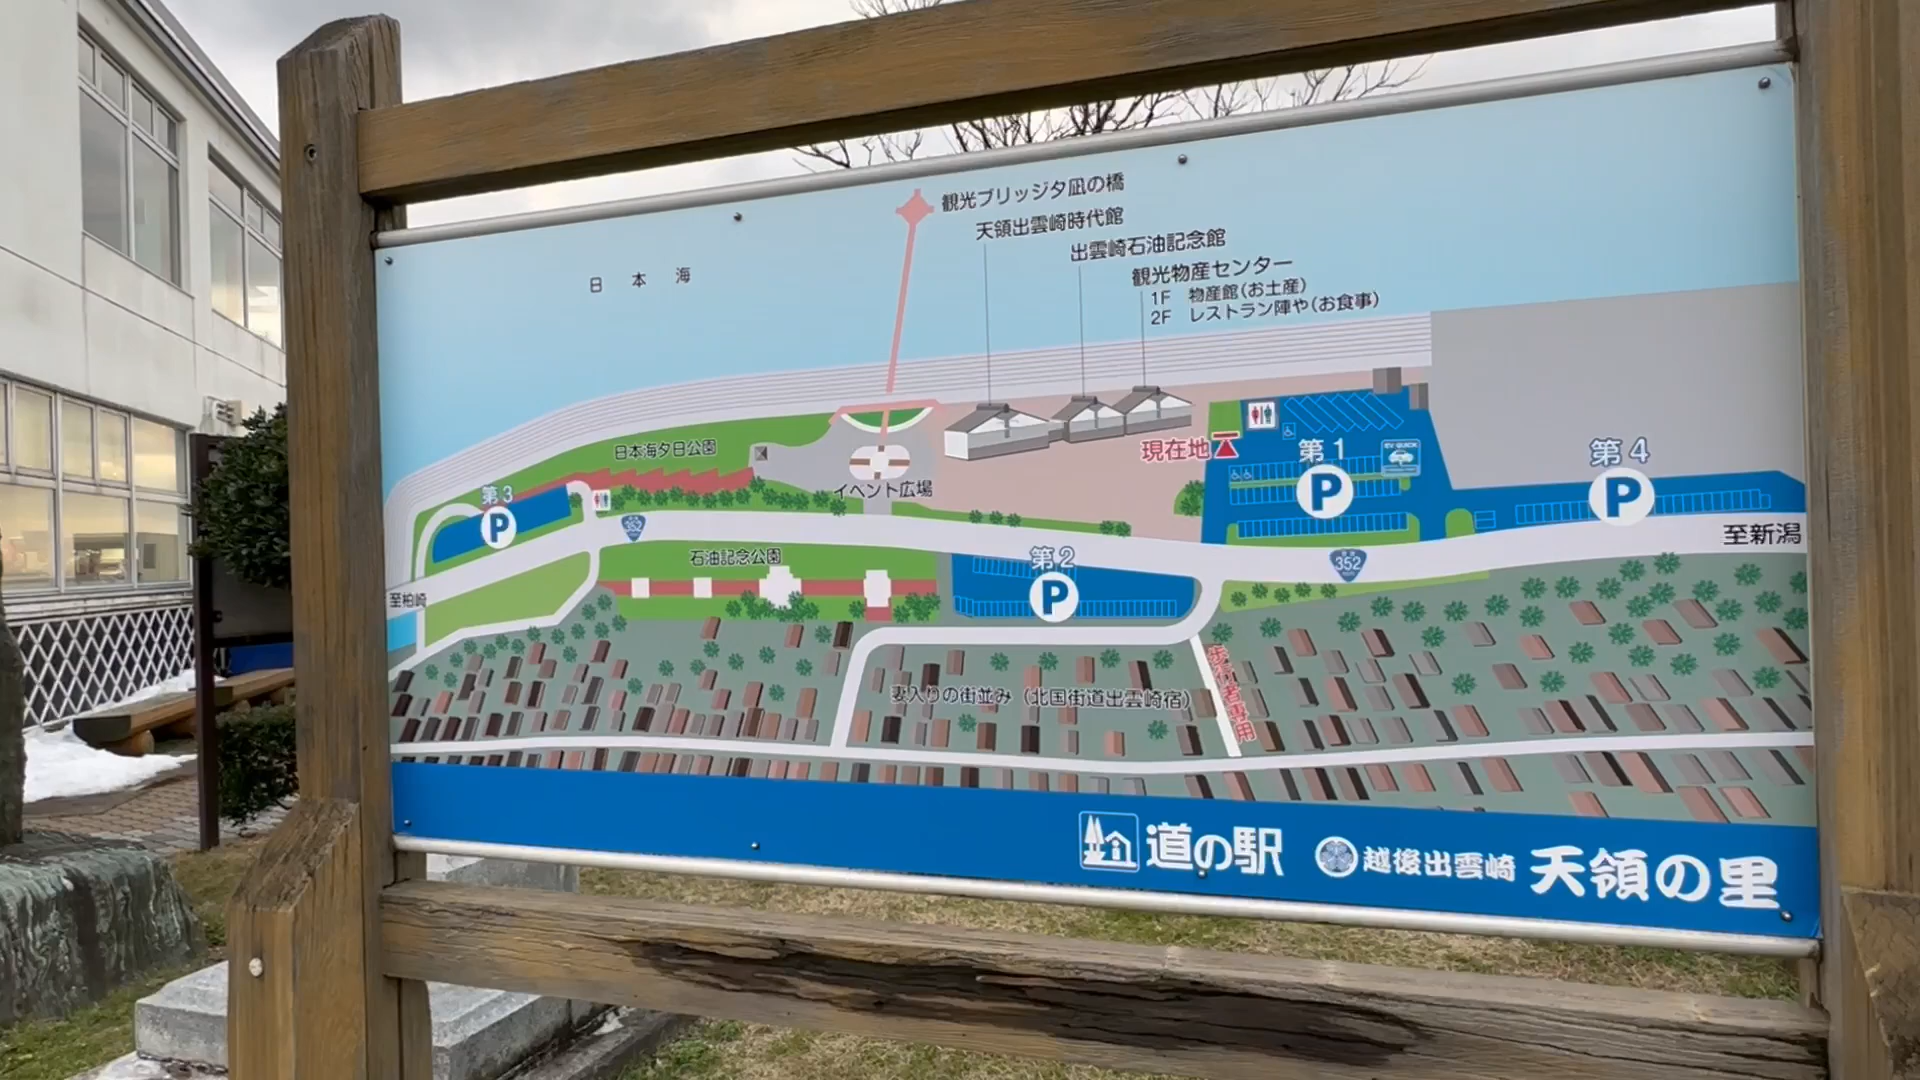 観光ブリッジ夕凪の橋
天領出雲崎時代館
出雲崎石油記念館
観光物産センター
1F 物産館(お土産)
2F レストラン陣や(お食事)
日本海
日本海夕日公園
現在地
第1
P
EV QUICK
第4
P
イベント広場
第3
P
352
至新潟
石油記念公園
第2
P
352
至柏崎
歩行者専用
妻入りの街並み(北国街道出雲崎宿)
道の駅 越後出雲崎 天領の里